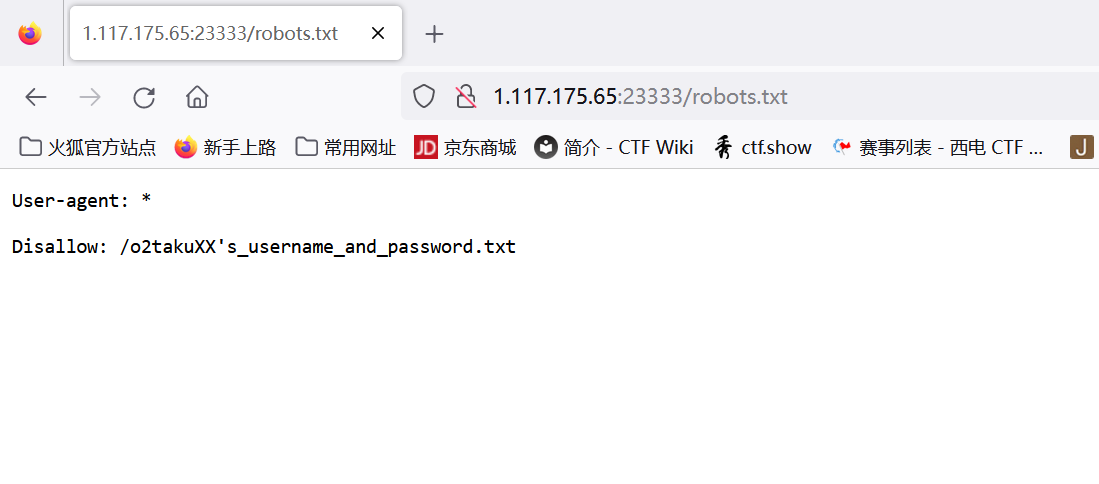 1.117.175.65:23333/robots.txt
1.117.175.65:23333/robots.txt
火狐官方站点 新手上路 常用网址 JD 京东商城 简介 - CTF Wiki 秀 ctf.show 赛事列表 - 西电 CTF ... J
User-agent: *
Disallow: /o2takuXX's_username_and_password.txt